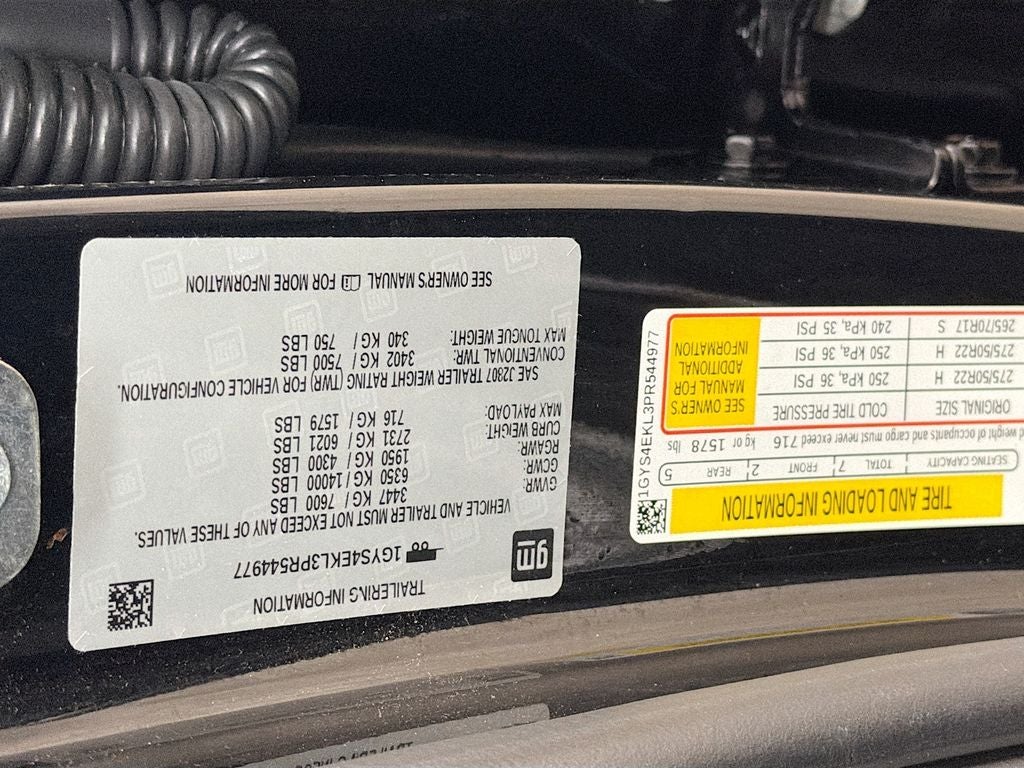 TRAILERING INFORMATION
1GYS4EKL3PR544977
gm
VEHICLE AND TRAILER MUST NOT EXCEED ANY OF THESE VALUES.
GVWR: 3447 KG/ 7600 LBS
GCWR: 6350 KG/14000 LBS
RGAWR: 1950 KG / 4300 LBS
CURB WEIGHT: 2731 KG / 6021 LBS
MAX PAYLOAD: 716 KG / 1579 LBS
SAE J2807 TRAILER WEIGHT RATING (TWR) FOR VEHICLE CONFIGURATION.
CONVENTIONAL TWR: 3402 KG / 7500 LBS
MAX TONGUE WEIGHT: 340 KG / 750 LBS
SEE OWNER'S MANUAL FOR MORE INFORMATION
TIRE AND LOADING INFORMATION
SEATING CAPACITY TOTAL 7 FRONT 2 REAR 5
weight of occupants and cargo must never exceed 716 kg or 1578 lbs
ORIGINAL SIZE COLD TIRE PRESSURE
275/50R22 H 250 kPa, 36 PSI
275/50R22 H 250 kPa, 36 PSI
265/70R17 S 240 kPa, 35 PSI
SEE OWNER'S
MANUAL FOR
ADDITIONAL
INFORMATION
1GYS4EKL3PR544977